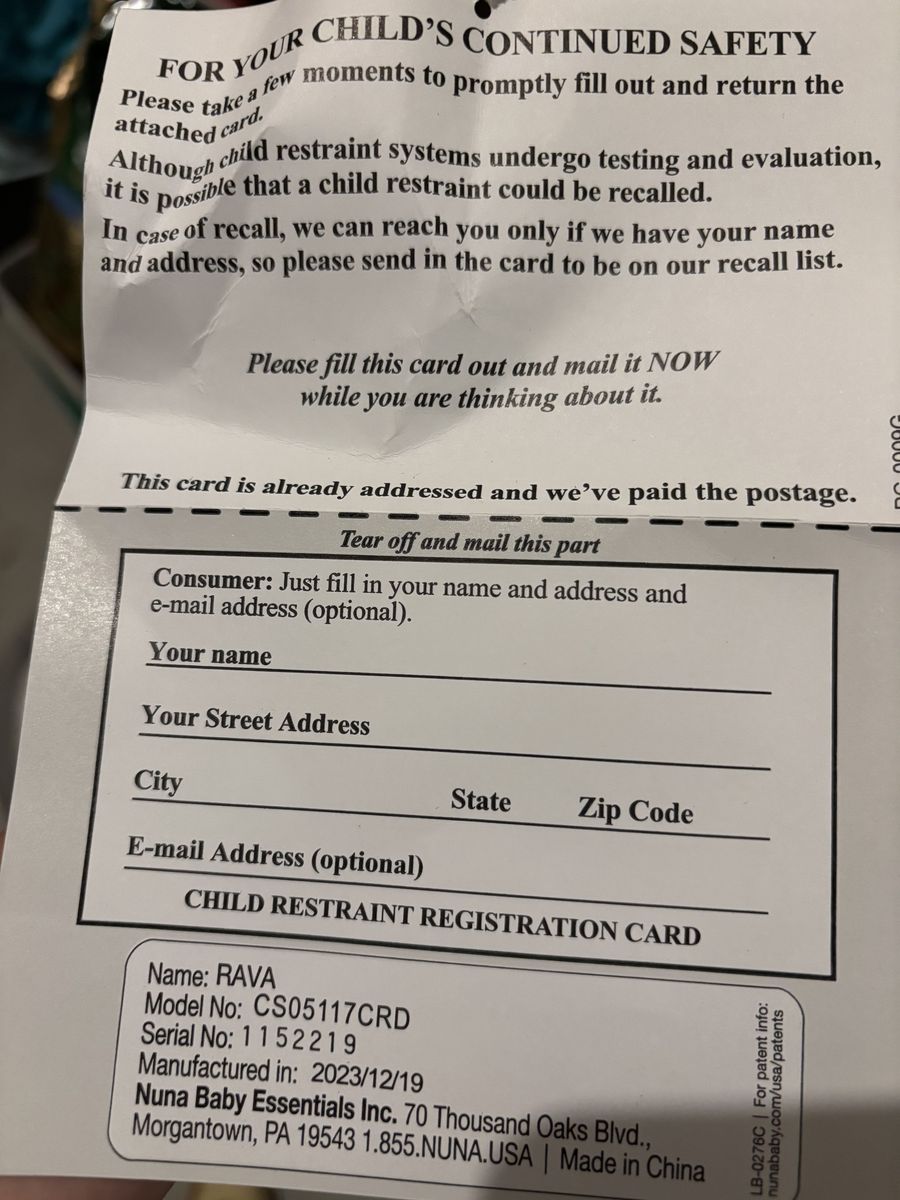 FOR YOUR CHILD'S CONTINUED SAFETY
Please take a few moments to promptly fill out and return the
attached card.
Although child restraint systems undergo testing and evaluation,
it is possible that a child restraint could be recalled.
In case of recall, we can reach you only if we have your name
and address, so please send in the card to be on our recall list.
Please fill this card out and mail it NOW
while you are thinking about it.
This card is already addressed and we've paid the postage.
Tear off and mail this part
Consumer: Just fill in your name and address and
e-mail address (optional).
Your name
Your Street Address
City State Zip Code
E-mail Address (optional)
CHILD RESTRAINT REGISTRATION CARD
Name: RAVA
Model No: CS05117CRD
Serial No: 1152219
Manufactured in: 2023/12/19
Nuna Baby Essentials Inc. 70 Thousand Oaks Blvd.,
Morgantown, PA 19543 1.855.NUNA.USA | Made in China
LB-0276C | For patent info:
nunababy.com/usa/patents